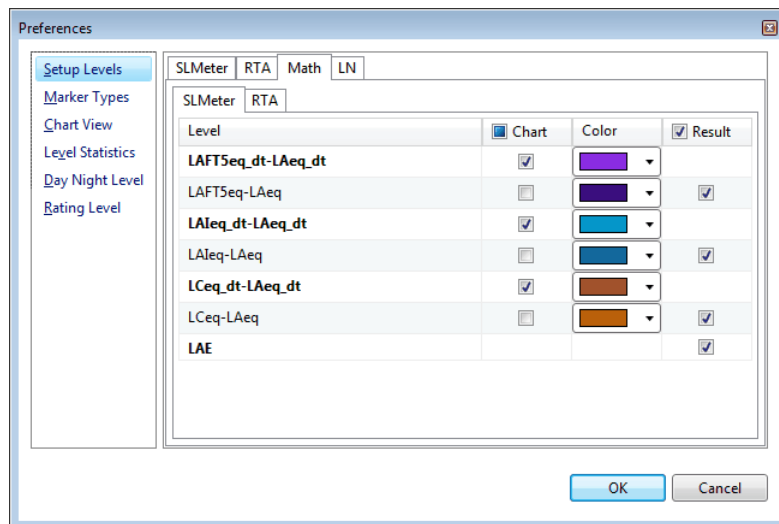 Preferences
Setup Levels
Marker Types
Chart View
Level Statistics
Day Night Level
Rating Level
SLMeter RTA Math LN
SLMeter RTA
Level Chart Color Result
LAFT5eq_dt-LAeq_dt
LAFT5eq-LAeq
LAIeq_dt-LAeq_dt
LAIeq-LAeq
LCeq_dt-LAeq_dt
LCeq-LAeq
LAE
OK Cancel